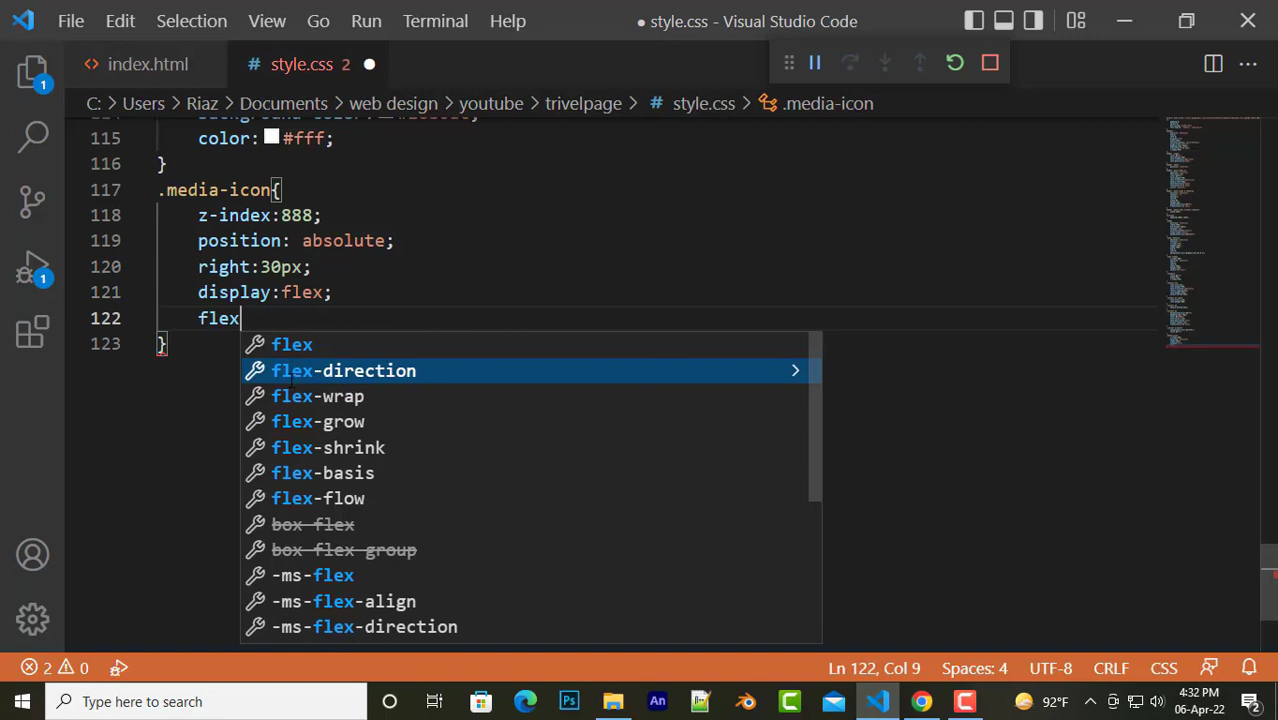 File Edit Selection View Go Run Terminal Help
● style.css - Visual Studio Code
index.html
# style.css 2 ●
C: > Users > Riaz > Documents > web design > youtube > trivelpage > # style.css > .media-icon
115 color: #fff;
116 }
117 .media-icon{
118 z-index:888;
119 position: absolute;
120 right:30px;
121 display:flex;
122 flex
123 }
flex
flex-direction
flex-wrap
flex-grow
flex-shrink
flex-basis
flex-flow
box-flex
box-flex-group
-ms-flex
-ms-flex-align
-ms-flex-direction
1
1
2 0
Ln 122, Col 9 Spaces: 4 UTF-8 CRLF CSS
Type here to search
Ps
An
92°F
4:32 PM
06-Apr-22
2